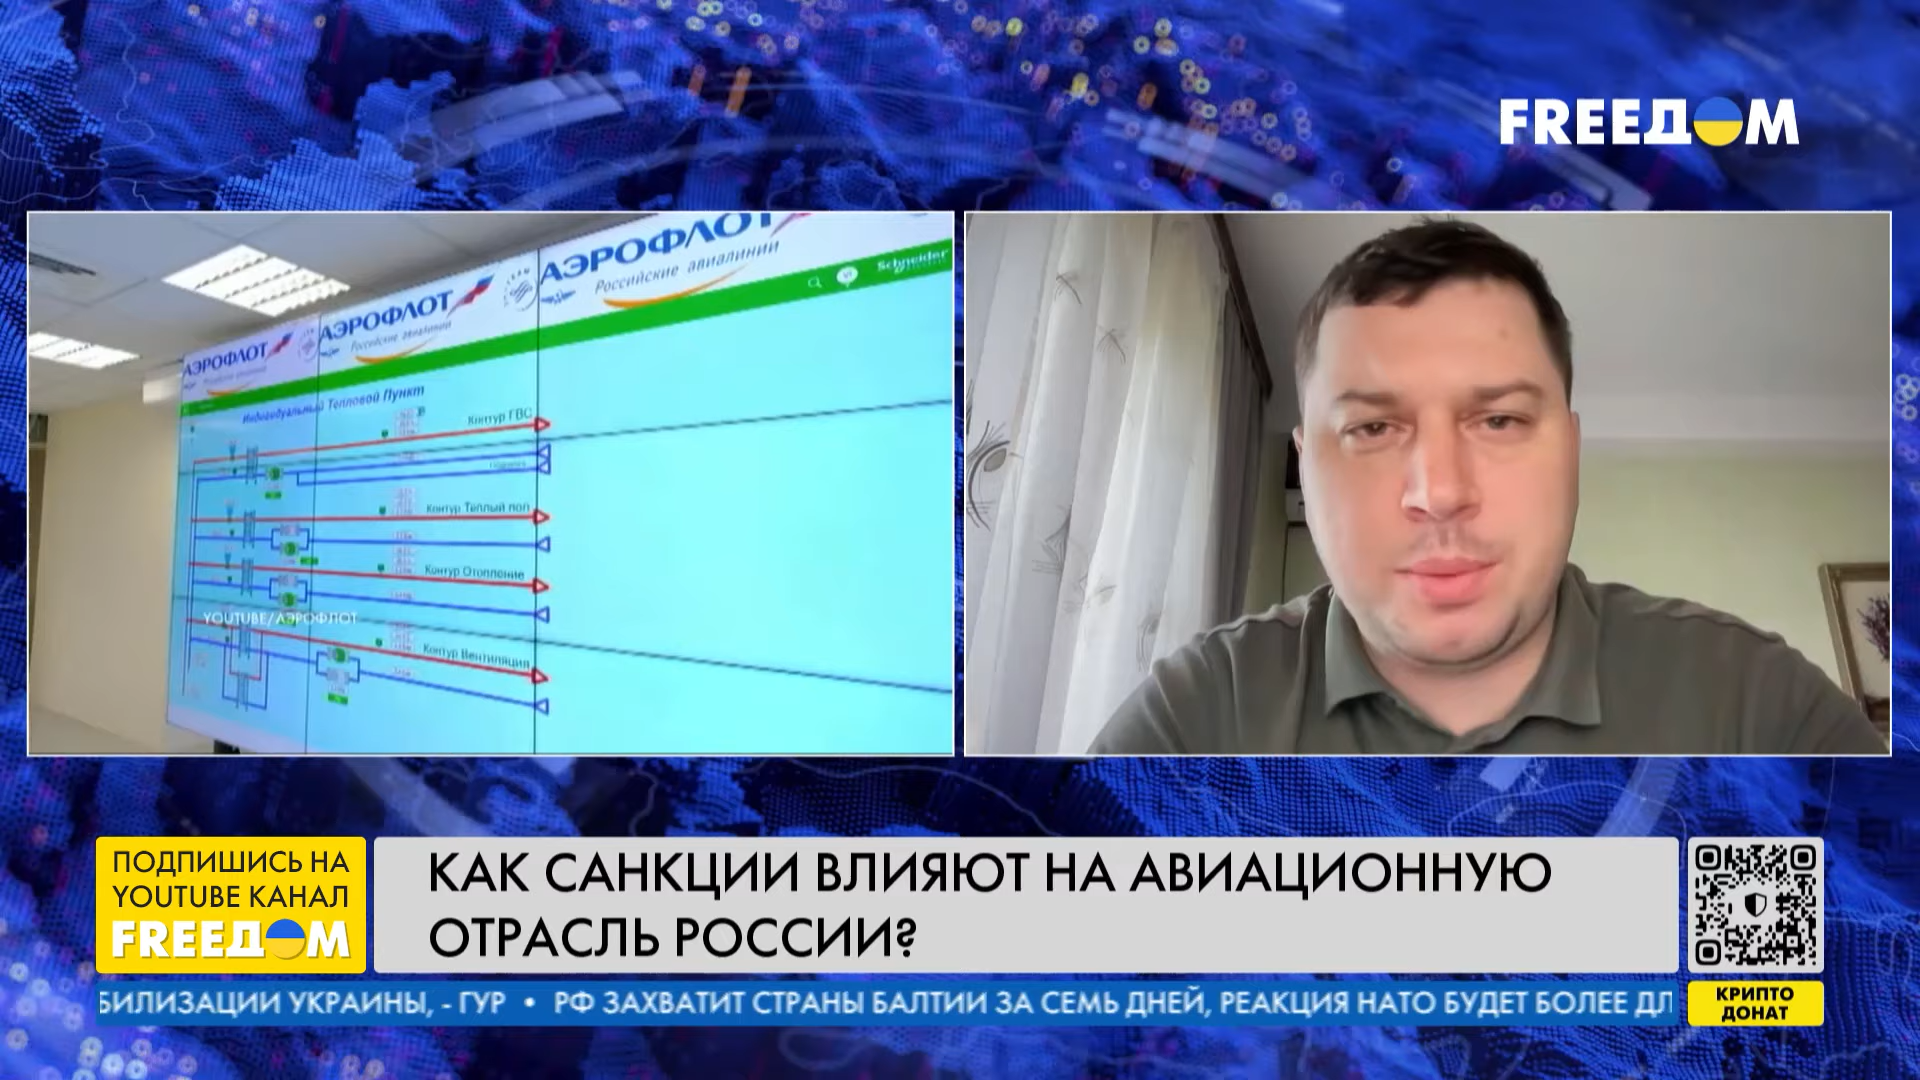 FREEДOM
АЭРОФЛОТ
Российские авиалинии
Schneider
АЭРОФЛОТ
Российские авиалинии
АЭРОФЛОТ
Индивидуальный Тепловой Пункт
Контур ГВС
Контур Теплый пол
Контур Отопление
Контур Вентиляция
YOUTUBE/АЭРОФЛОТ
ПОДПИШИСЬ НА
YOUTUBE КАНАЛ
FREEДOM
КАК САНКЦИИ ВЛИЯЮТ НА АВИАЦИОННУЮ
ОТРАСЛЬ РОССИИ?
БИЛИЗАЦИИ УКРАИНЫ, - ГУР • РФ ЗАХВАТИТ СТРАНЫ БАЛТИИ ЗА СЕМЬ ДНЕЙ, РЕАКЦИЯ НАТО БУДЕТ БОЛЕЕ ДЛ
КРИПТО
ДОНАТ